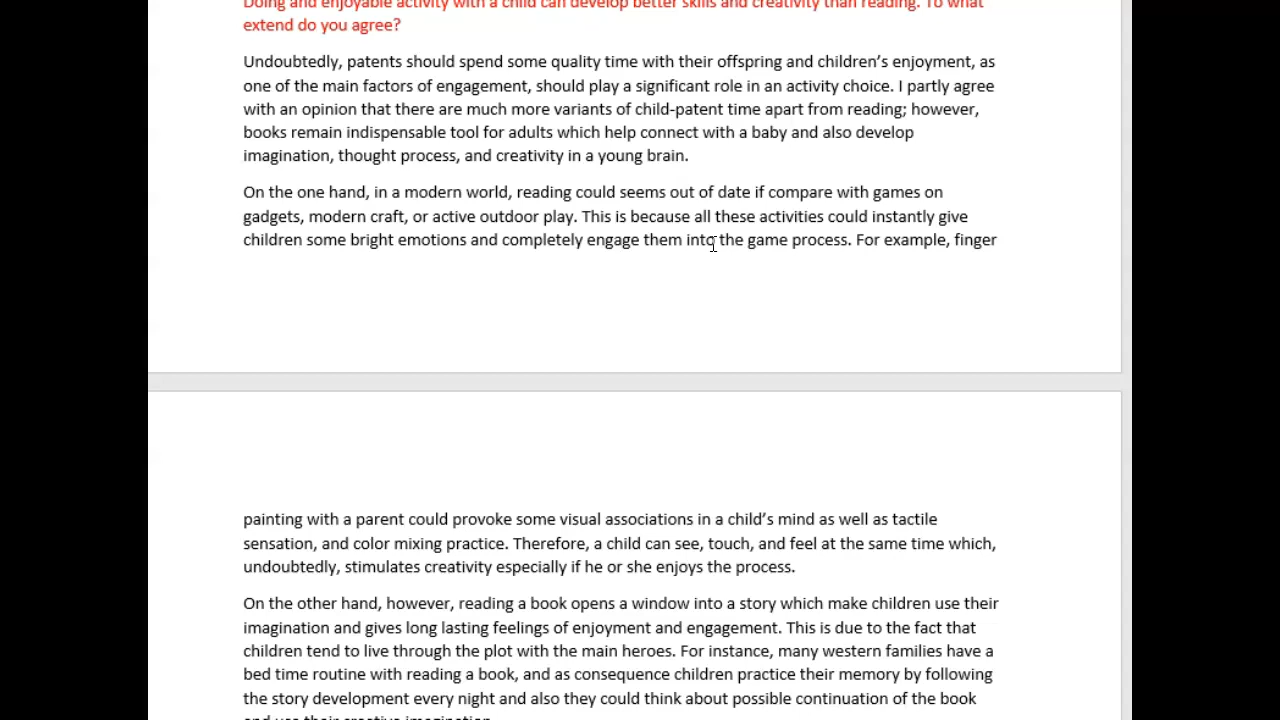 Doing and enjoyable activity with a child can develop better skills and creativity than reading. To what
extend do you agree?
Undoubtedly, patents should spend some quality time with their offspring and children’s enjoyment, as
one of the main factors of engagement, should play a significant role in an activity choice. I partly agree
with an opinion that there are much more variants of child-patent time apart from reading; however,
books remain indispensable tool for adults which help connect with a baby and also develop
imagination, thought process, and creativity in a young brain.
On the one hand, in a modern world, reading could seems out of date if compare with games on
gadgets, modern craft, or active outdoor play. This is because all these activities could instantly give
children some bright emotions and completely engage them into the game process. For example, finger
painting with a parent could provoke some visual associations in a child’s mind as well as tactile
sensation, and color mixing practice. Therefore, a child can see, touch, and feel at the same time which,
undoubtedly, stimulates creativity especially if he or she enjoys the process.
On the other hand, however, reading a book opens a window into a story which make children use their
imagination and gives long lasting feelings of enjoyment and engagement. This is due to the fact that
children tend to live through the plot with the main heroes. For instance, many western families have a
bed time routine with reading a book, and as consequence children practice their memory by following
the story development every night and also they could think about possible continuation of the book
and use their creative imagination.